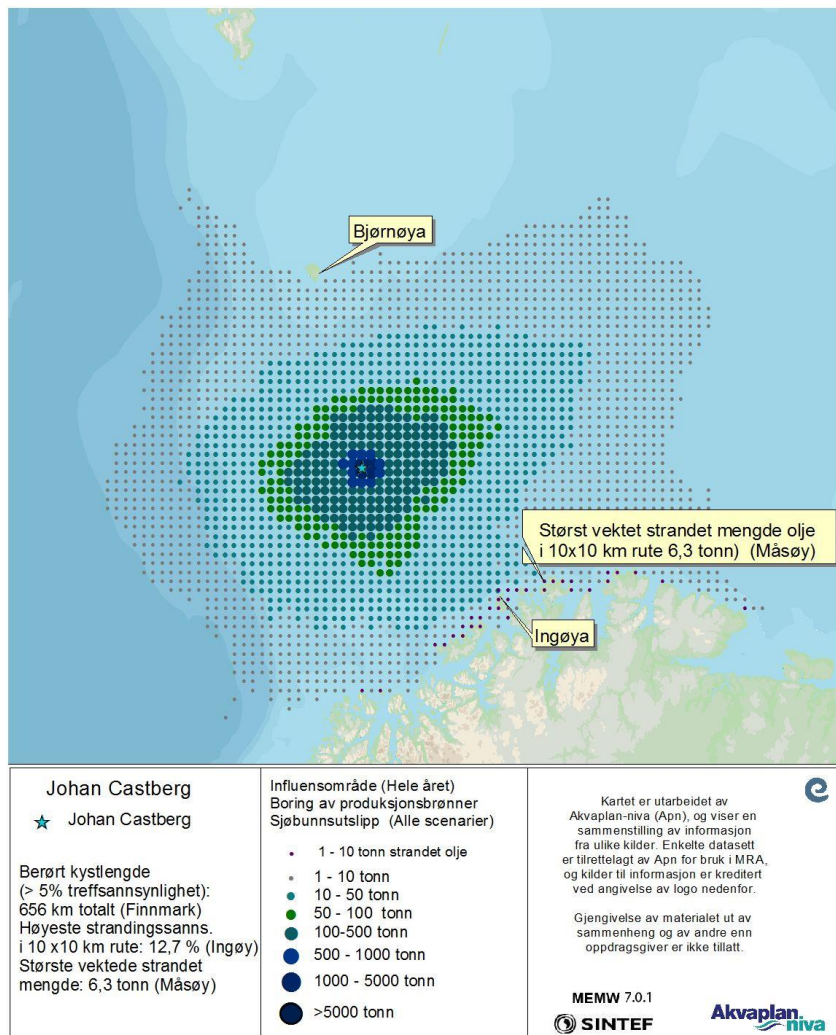 Bjørnøya
Størst vektet strandet mengde olje
i 10x10 km rute 6,3 tonn) (Måsøy)
Ingøya
Johan Castberg
Johan Castberg
Berørt kystlengde
(> 5% treffsannsynlighet):
656 km totalt (Finnmark)
Høyeste strandingssanns.
i 10 x10 km rute: 12,7 % (Ingøy)
Største vektede strandet
mengde: 6,3 tonn (Måsøy)
Influensområde (Hele året)
Boring av produksjonsbrønner
Sjøbunnsutslipp (Alle scenarier)
1 - 10 tonn strandet olje
1 - 10 tonn
10 - 50 tonn
50 - 100 tonn
100-500 tonn
500 - 1000 tonn
1000 - 5000 tonn
>5000 tonn
Kartet er utarbeidet av
Akvaplan-niva (Apn), og viser en
sammenstilling av informasjon
fra ulike kilder. Enkelte datasett
er tilrettelagt av Apn for bruk i MRA,
og kilder til informasjon er kreditert
ved angivelse av logo nedenfor.
Gjengivelse av materialet ut av
sammenheng og av andre enn
oppdragsgiver er ikke tillatt.
MEMW 7.0.1
SINTEF
Akvaplan
niva